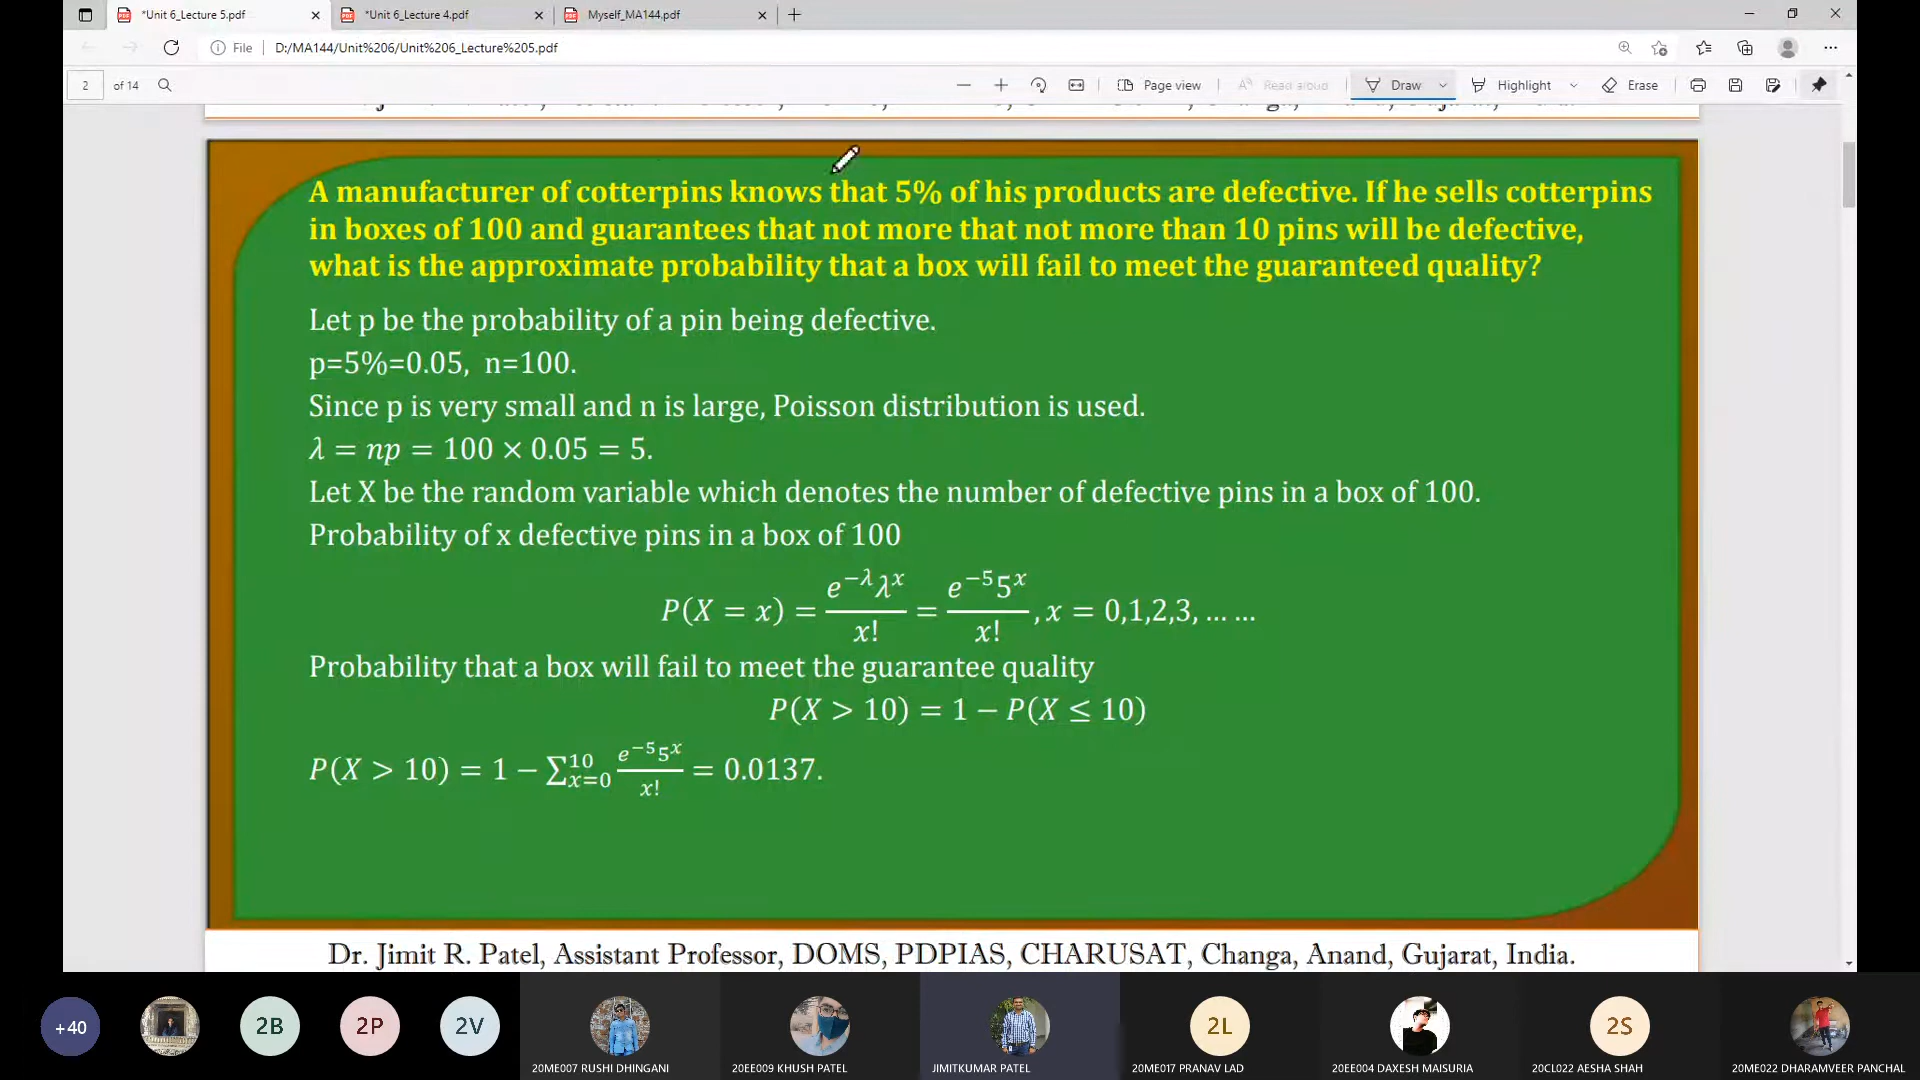 *Unit 6_Lecture 5.pdf
*Unit 6_Lecture 4.pdf
Myself_MA144.pdf
File
D:/MA144/Unit%206/Unit%206_Lecture%205.pdf
2 of 14
Page view
Read aloud
Draw
Highlight
Erase
A manufacturer of cotterpins knows that 5% of his products are defective. If he sells cotterpins
in boxes of 100 and guarantees that not more that not more than 10 pins will be defective,
what is the approximate probability that a box will fail to meet the guaranteed quality?
Let p be the probability of a pin being defective.
p=5%=0.05, n=100.
Since p is very small and n is large, Poisson distribution is used.
λ = np = 100 × 0.05 = 5.
Let X be the random variable which denotes the number of defective pins in a box of 100.
Probability of x defective pins in a box of 100
P(X = x) = e^{−λ}λ^x / x! = e^{−5}5^x / x!, x = 0,1,2,3, … …
Probability that a box will fail to meet the guarantee quality
P(X > 10) = 1 − P(X ≤ 10)
P(X > 10) = 1 − ∑_{x=0}^{10} e^{−5}5^x / x! = 0.0137.
Dr. Jimit R. Patel, Assistant Professor, DOMS, PDPIAS, CHARUSAT, Changa, Anand, Gujarat, India.
+40
2B
2P
2V
2L
2S
20ME007 RUSHI DHINGANI
20EE009 KHUSH PATEL
JIMITKUMAR PATEL
20ME017 PRANAV LAD
20EE004 DAXESH MAISURIA
20CL022 AESHA SHAH
20ME022 DHARAMVEER PANCHAL